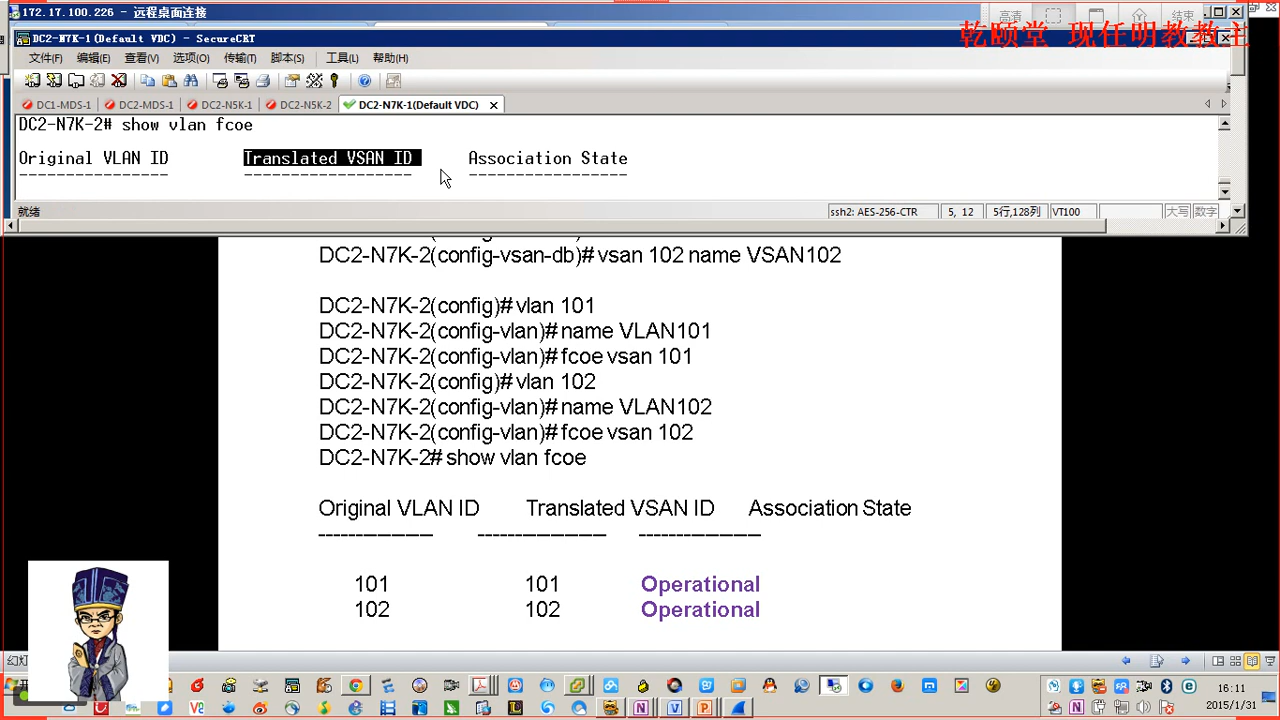 172.17.100.226 - 远程桌面连接
高清
结束
乾颐堂 现任明教教主
DC2-N7K-1(Default VDC) - SecureCRT
文件(F) 编辑(E) 查看(V) 选项(O) 传输(T) 脚本(S) 工具(L) 帮助(H)
DC1-MDS-1 DC2-MDS-1 DC2-N5K-1 DC2-N5K-2 DC2-N7K-1(Default VDC)
DC2-N7K-2# show vlan fcoe
Original VLAN ID Translated VSAN ID Association State
---------------- ------------------ -----------------
就绪 ssh2: AES-256-CTR 5, 12 5行,128列 VT100 大写 数字
DC2-N7K-2(config-vsan-db)# vsan 102 name VSAN102
DC2-N7K-2(config)# vlan 101
DC2-N7K-2(config-vlan)# name VLAN101
DC2-N7K-2(config-vlan)# fcoe vsan 101
DC2-N7K-2(config)# vlan 102
DC2-N7K-2(config-vlan)# name VLAN102
DC2-N7K-2(config-vlan)# fcoe vsan 102
DC2-N7K-2# show vlan fcoe
Original VLAN ID Translated VSAN ID Association State
-------------------- ---------------------- ---------------------
101 101 Operational
102 102 Operational
16:11
2015/1/31